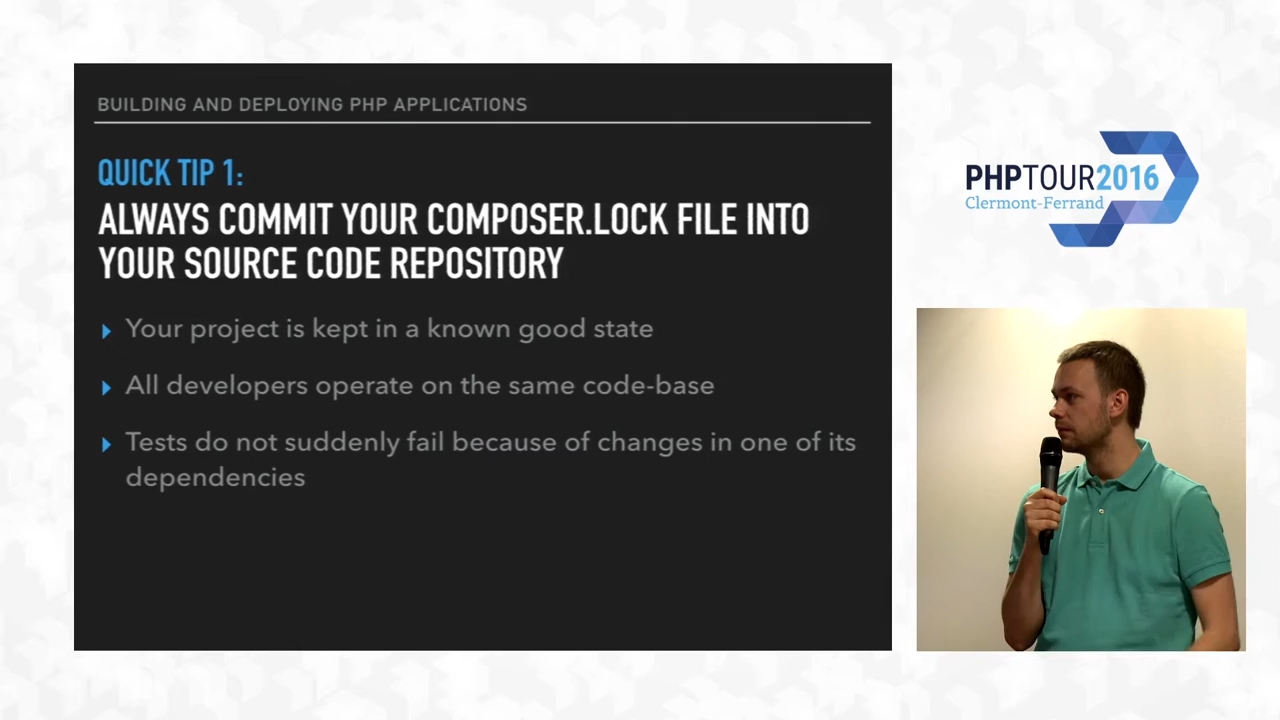 BUILDING AND DEPLOYING PHP APPLICATIONS
QUICK TIP 1:
ALWAYS COMMIT YOUR COMPOSER.LOCK FILE INTO
YOUR SOURCE CODE REPOSITORY
Your project is kept in a known good state
All developers operate on the same code-base
Tests do not suddenly fail because of changes in one of its
dependencies
PHPTOUR2016
Clermont-Ferrand